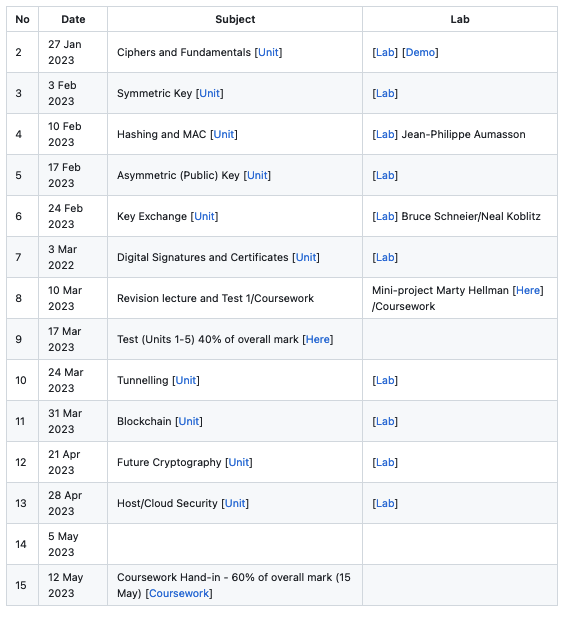 No Date Subject Lab
2 27 Jan 2023 Ciphers and Fundamentals [Unit] [Lab] [Demo]
3 3 Feb 2023 Symmetric Key [Unit] [Lab]
4 10 Feb 2023 Hashing and MAC [Unit] [Lab] Jean-Philippe Aumasson
5 17 Feb 2023 Asymmetric (Public) Key [Unit] [Lab]
6 24 Feb 2023 Key Exchange [Unit] [Lab] Bruce Schneier/Neal Koblitz
7 3 Mar 2022 Digital Signatures and Certificates [Unit] [Lab]
8 10 Mar 2023 Revision lecture and Test 1/Coursework Mini-project Marty Hellman [Here] /Coursework
9 17 Mar 2023 Test (Units 1-5) 40% of overall mark [Here]
10 24 Mar 2023 Tunnelling [Unit] [Lab]
11 31 Mar 2023 Blockchain [Unit] [Lab]
12 21 Apr 2023 Future Cryptography [Unit] [Lab]
13 28 Apr 2023 Host/Cloud Security [Unit] [Lab]
14 5 May 2023
15 12 May 2023 Coursework Hand-in - 60% of overall mark (15 May) [Coursework]